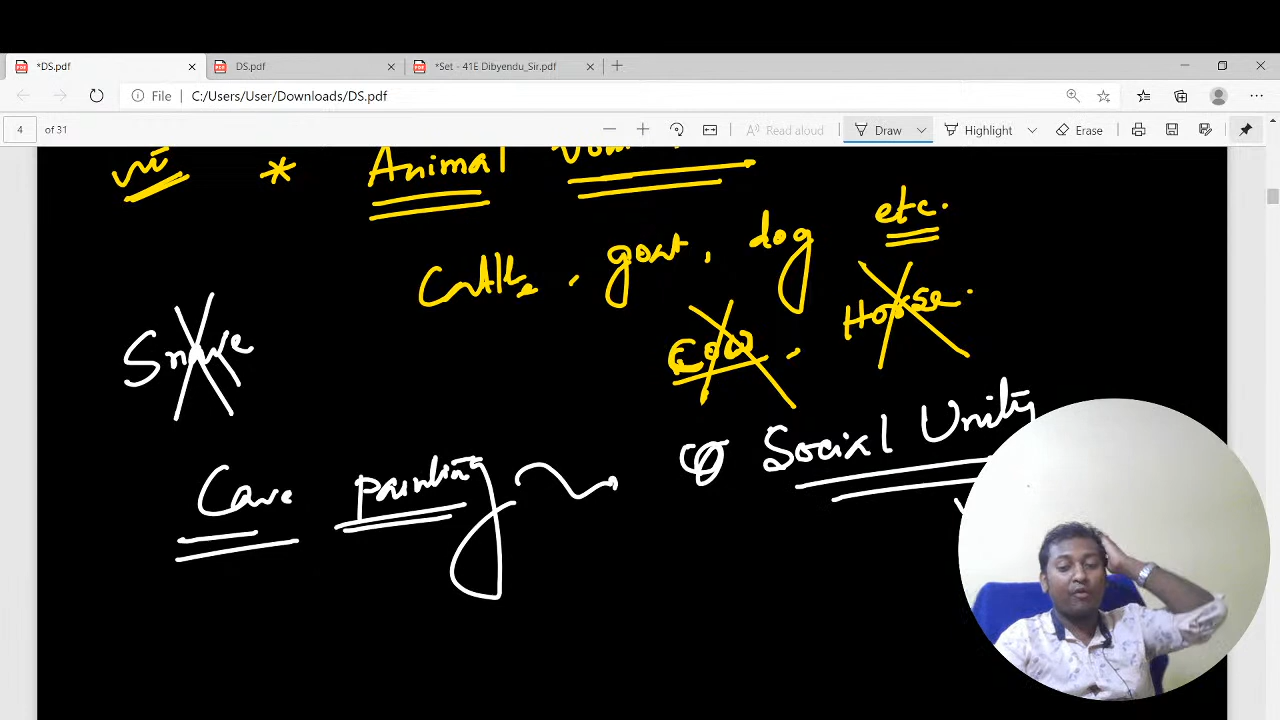 *DS.pdf
DS.pdf
*Set - 41E Dibyendu_Sir.pdf
File C:/Users/User/Downloads/DS.pdf
4 of 31
Read aloud Draw Highlight Erase
* Animal
etc.
Cattle, goat, dog
Cow, Horse.
Snake
Social Unity
Cave painting